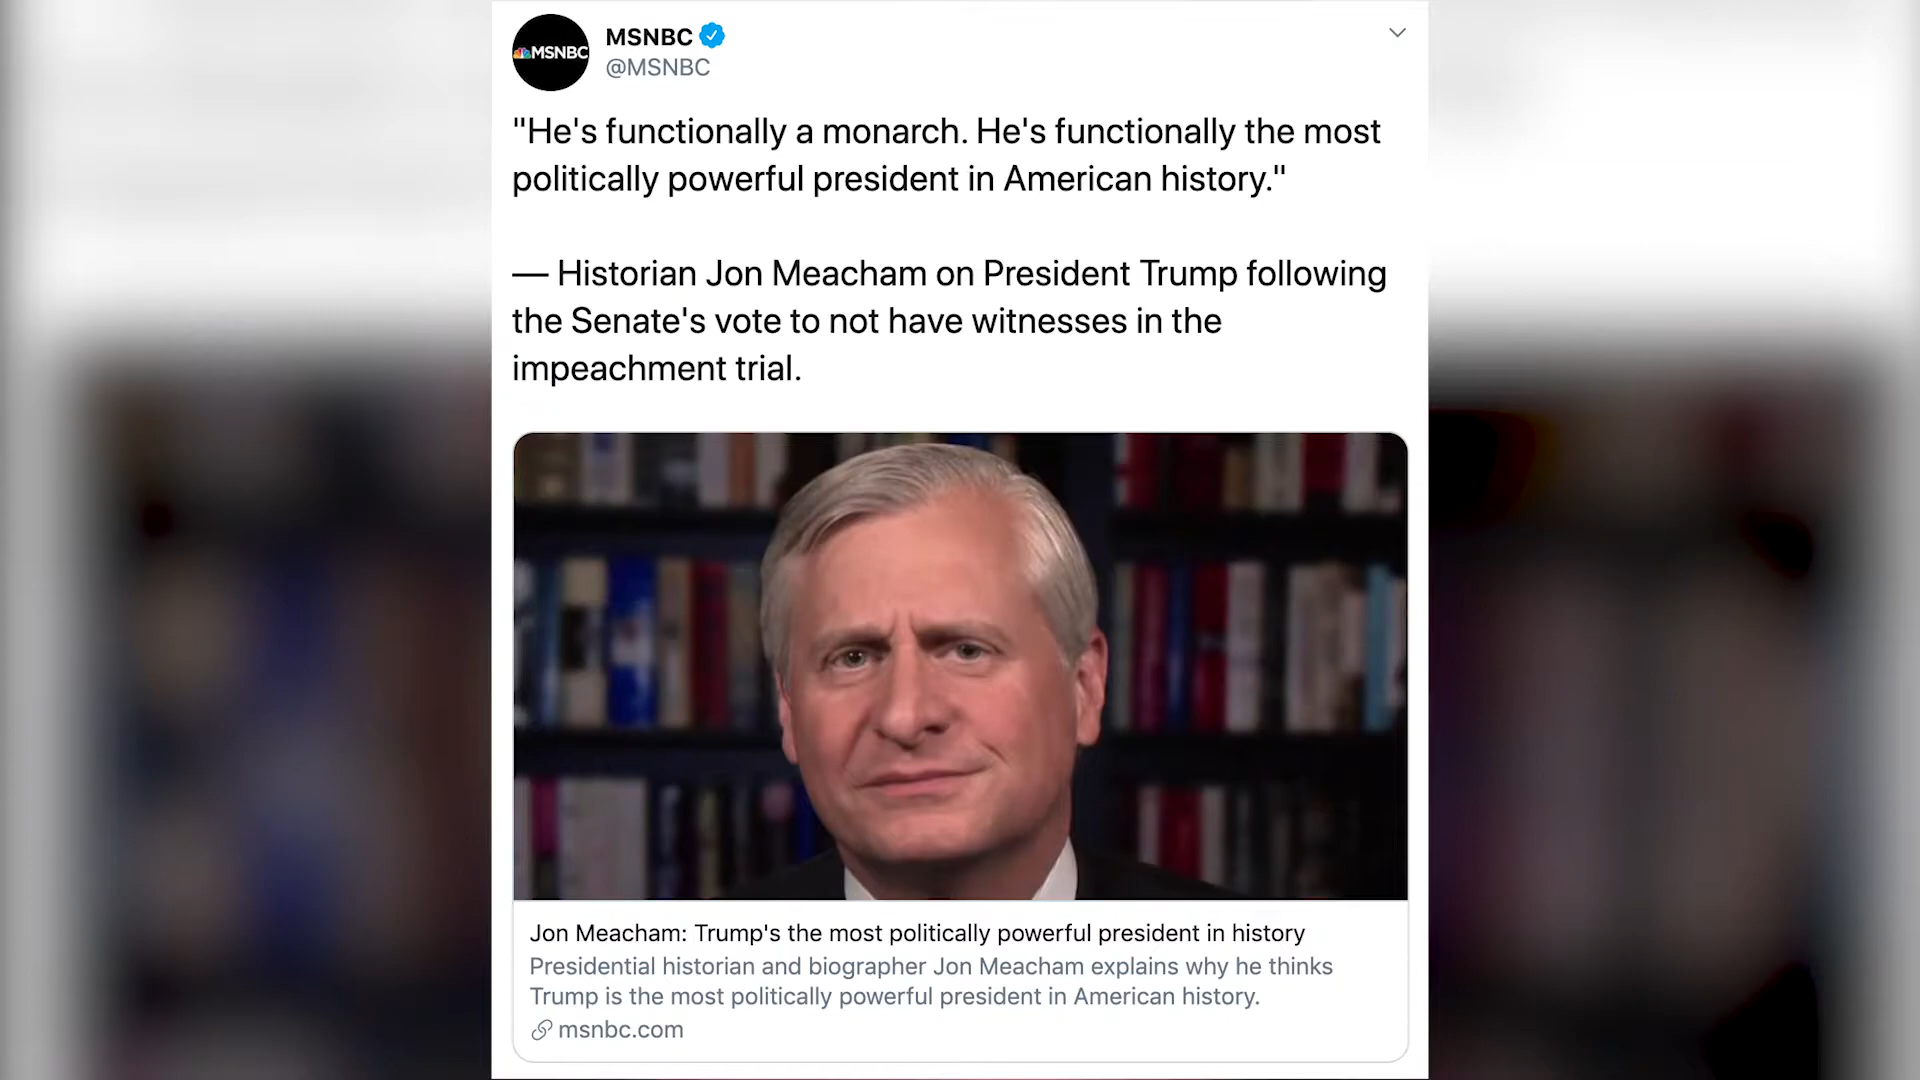 MSNBC
MSNBC
@MSNBC
"He's functionally a monarch. He's functionally the most
politically powerful president in American history."
— Historian Jon Meacham on President Trump following
the Senate's vote to not have witnesses in the
impeachment trial.
Jon Meacham: Trump's the most politically powerful president in history
Presidential historian and biographer Jon Meacham explains why he thinks
Trump is the most politically powerful president in American history.
msnbc.com